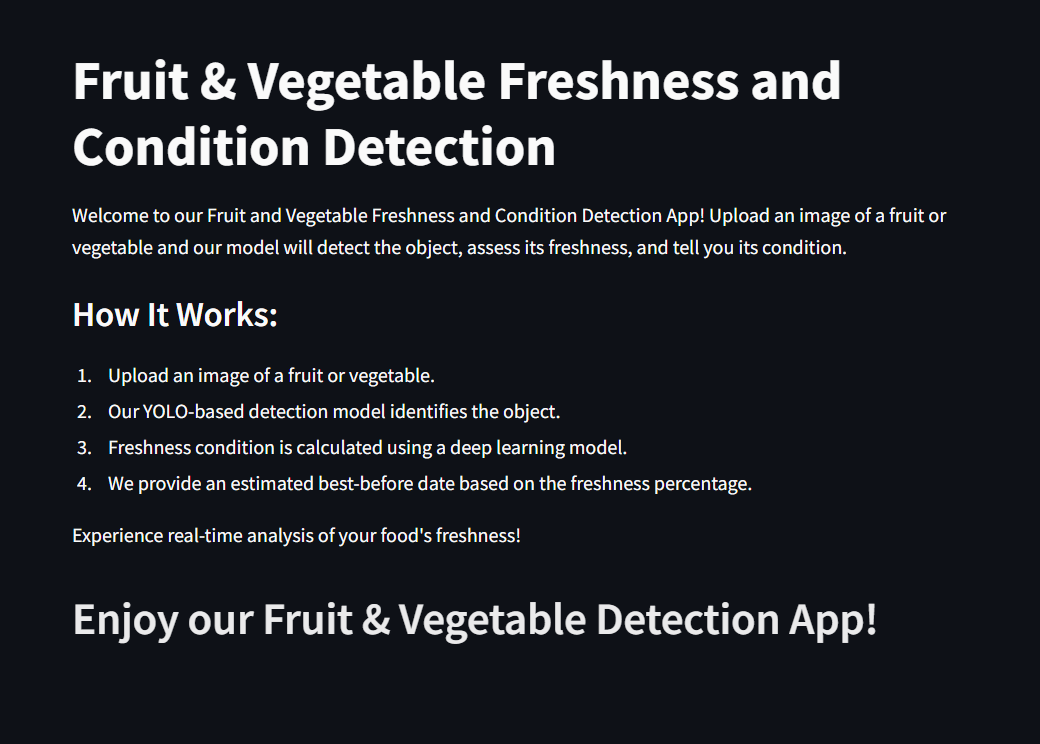 Fruit & Vegetable Freshness and
Condition Detection
Welcome to our Fruit and Vegetable Freshness and Condition Detection App! Upload an image of a fruit or
vegetable and our model will detect the object, assess its freshness, and tell you its condition.
How It Works:
1. Upload an image of a fruit or vegetable.
2. Our YOLO-based detection model identifies the object.
3. Freshness condition is calculated using a deep learning model.
4. We provide an estimated best-before date based on the freshness percentage.
Experience real-time analysis of your food's freshness!
Enjoy our Fruit & Vegetable Detection App!